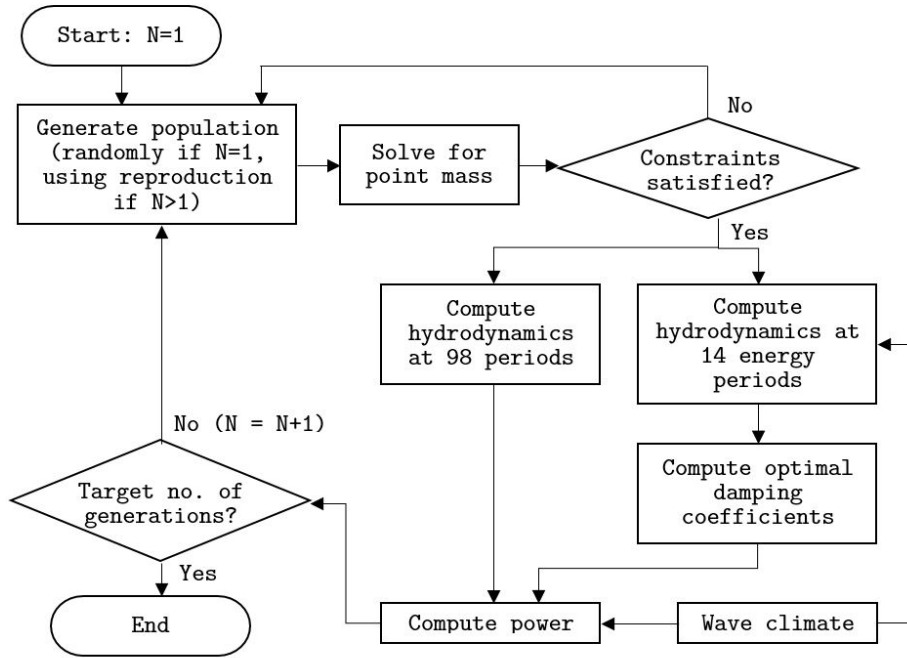 Start: N=1
Generate population
(randomly if N=1,
using reproduction
if N>1)
Solve for
point mass
Constraints
satisfied?
No
Yes
Compute
hydrodynamics
at 98 periods
Compute
hydrodynamics at
14 energy
periods
Compute optimal
damping
coefficients
No (N = N+1)
Target no. of
generations?
Yes
End
Compute power
Wave climate